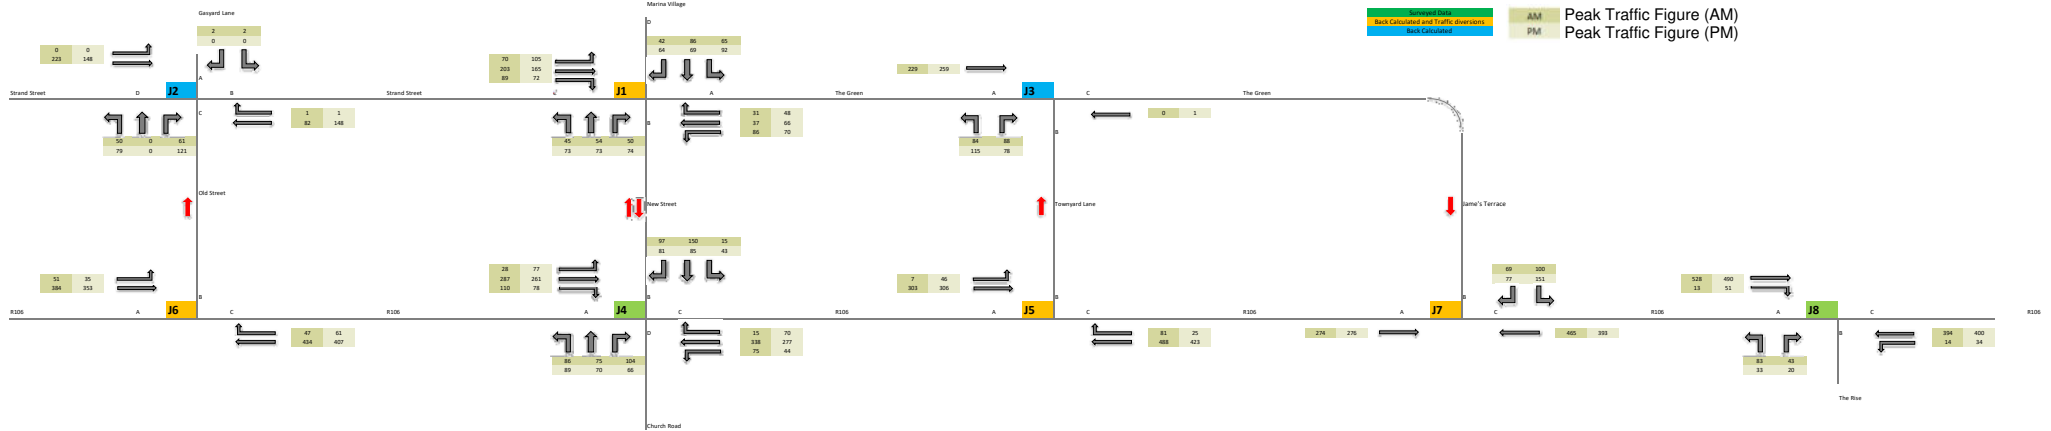 Marina Village
Gasyard Lane
Surveyed Data
Back Calculated and Traffic diversions
Back Calculated
AM Peak Traffic Figure (AM)
PM Peak Traffic Figure (PM)
2 2
0 0
D
0 0
223 148
42 86 65
64 69 92
70 105
203 165
89 72
229 259
A
Strand Street D J2 B Strand Street J1 A The Green A J3 C The Green
1 1
82 148
C
31 48
37 66
86 70
B
0 1
B
50 0 61
79 0 121
45 54 50
73 73 74
84 88
115 78
Old Street
New Street
Townyard Lane
Jame's Terrace
97 150 15
81 85 43
28 77
287 261
110 78
51 35
384 353
7 46
303 306
69 100
77 151
528 490
13 51
B
B
B
B
R106 A J6 C R106 A J4 C J5 C R106 A J7 C R106 A J8 C R106
47 61
434 407
D
15 70
338 277
75 44
81 25
488 423
274 276
465 393
B
394 400
14 34
86 75 104
89 70 66
83 43
33 20
The Rise
Church Road